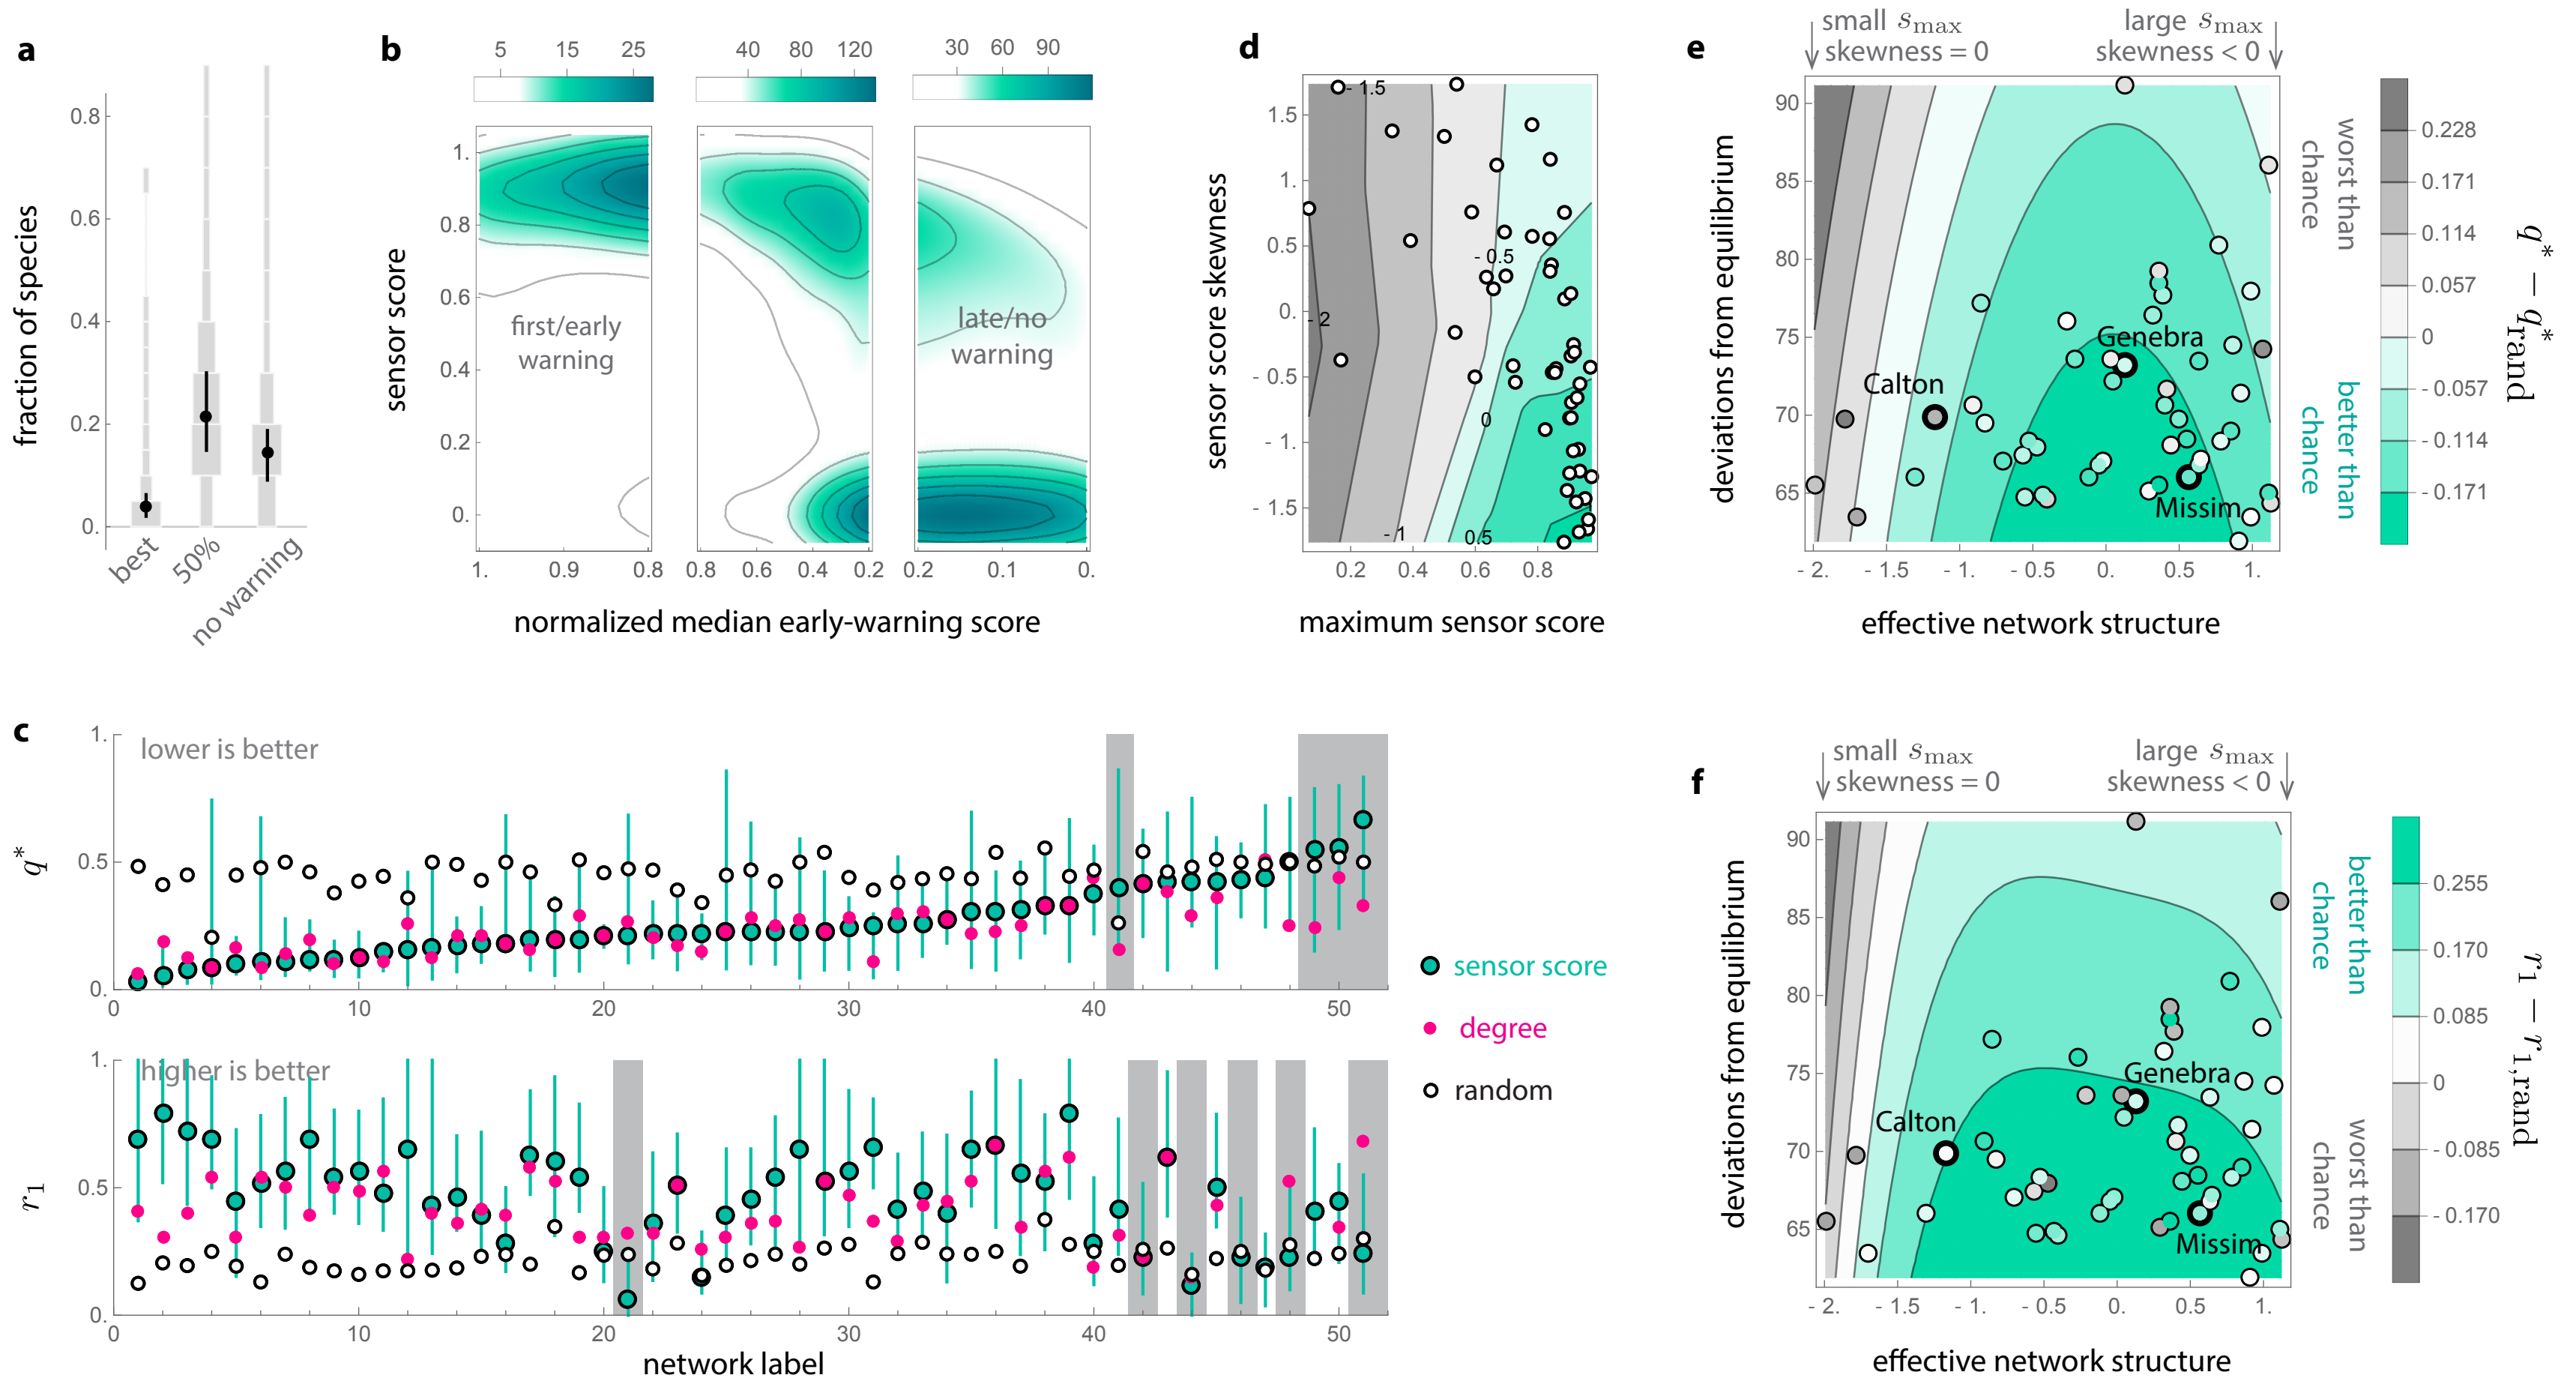 a
fraction of species
0.8
0.6
0.4
0.2
0.
best
50%
no warning
b
5 15 25
40 80 120
30 60 90
sensor score
1.
0.8
0.6
0.4
0.2
0.
first/early
warning
late/no
warning
1. 0.9 0.8
0.8 0.6 0.4 0.2
0.2 0.1 0.
normalized median early-warning score
d
sensor score skewness
1.5
1.
0.5
0.
- 0.5
- 1.
- 1.5
- 1.5
- 0.5
- 2
0
- 1
0.5
0.2 0.4 0.6 0.8
maximum sensor score
e
small s_max
skewness = 0
large s_max
skewness < 0
deviations from equilibrium
90
85
80
75
70
65
Genebra
Calton
Missim
- 2. - 1.5 - 1. - 0.5 0. 0.5 1.
effective network structure
worst than
chance
better than
chance
0.228
0.171
0.114
0.057
0
- 0.057
- 0.114
- 0.171
q* − q*rand
c
lower is better
q*
1.
0.5
0.
0 10 20 30 40 50
higher is better
r1
1.
0.5
0.
0 10 20 30 40 50
network label
sensor score
degree
random
f
small s_max
skewness = 0
large s_max
skewness < 0
deviations from equilibrium
90
85
80
75
70
65
Genebra
Calton
Missim
- 2. - 1.5 - 1. - 0.5 0. 0.5 1.
effective network structure
better than
chance
worst than
chance
0.255
0.170
0.085
0
- 0.085
- 0.170
r1 − r1,rand